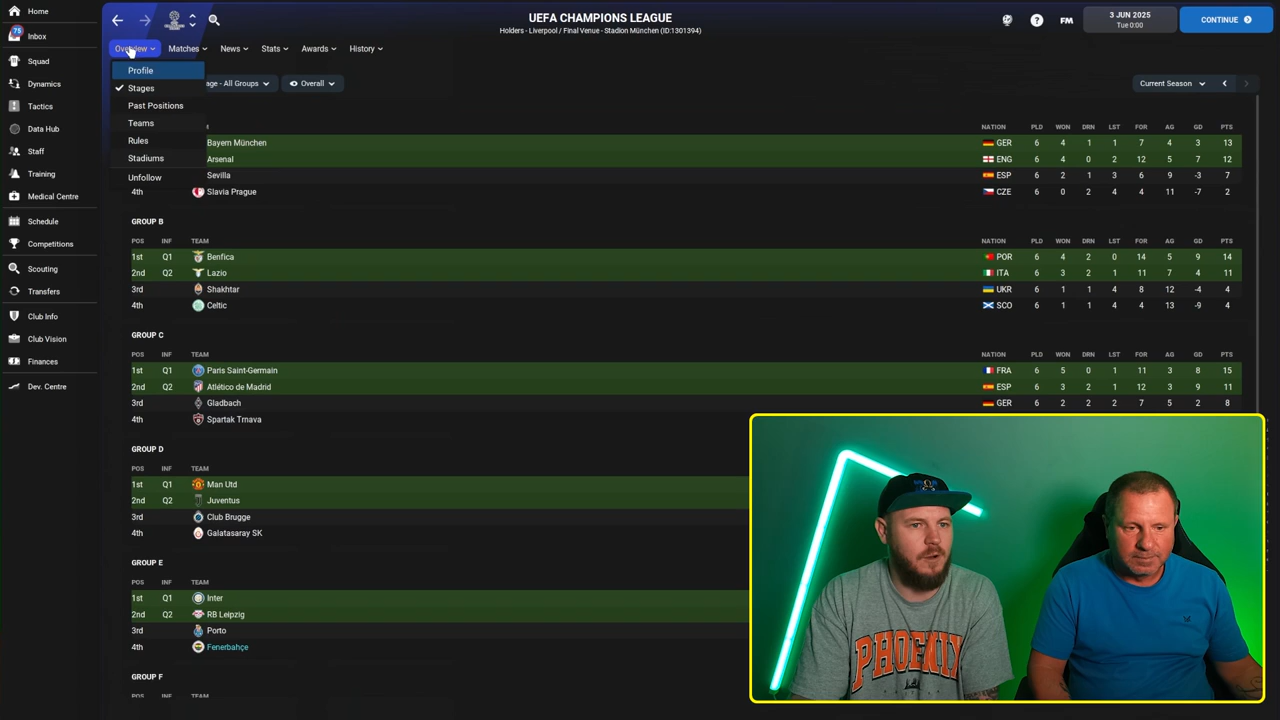 Home
UEFA CHAMPIONS LEAGUE
3 JUN 2025
Tue 0:00
CONTINUE
FM
75
Inbox
Holders - Liverpool / Final Venue - Stadion München (ID:1301394)
Overview
Matches
News
Stats
Awards
History
Squad
Dynamics
Tactics
Data Hub
Staff
Training
Medical Centre
Schedule
Competitions
Scouting
Transfers
Club Info
Club Vision
Finances
Dev. Centre
Profile
Stages
Past Positions
Teams
Rules
Stadiums
Unfollow
age - All Groups
Overall
Current Season
NATION PLD WON DRN LST FOR AG GD PTS
Bayern München GER 6 4 1 1 7 4 3 13
Arsenal ENG 6 4 0 2 12 5 7 12
Sevilla ESP 6 2 1 3 6 9 -3 7
4th Slavia Prague CZE 6 0 2 4 4 11 -7 2
GROUP B
POS INF TEAM NATION PLD WON DRN LST FOR AG GD PTS
1st Q1 Benfica POR 6 4 2 0 14 5 9 14
2nd Q2 Lazio ITA 6 3 2 1 11 7 4 11
3rd Shakhtar UKR 6 1 1 4 8 12 -4 4
4th Celtic SCO 6 1 1 4 4 13 -9 4
GROUP C
POS INF TEAM NATION PLD WON DRN LST FOR AG GD PTS
1st Q1 Paris Saint-Germain FRA 6 5 0 1 11 3 8 15
2nd Q2 Atlético de Madrid ESP 6 3 2 1 12 3 9 11
3rd Gladbach GER 6 2 2 2 7 5 2 8
4th Spartak Trnava
GROUP D
POS INF TEAM
1st Q1 Man Utd
2nd Q2 Juventus
3rd Club Brugge
4th Galatasaray SK
GROUP E
POS INF TEAM
1st Q1 Inter
2nd Q2 RB Leipzig
3rd Porto
4th Fenerbahçe
GROUP F
POS INF TEAM
PHOENIX